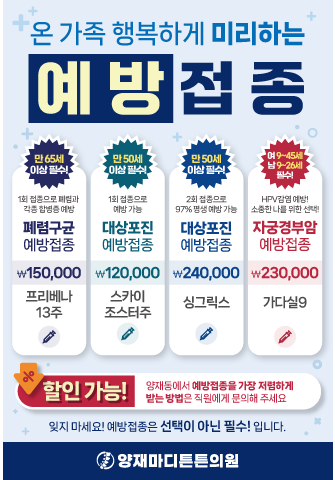 온 가족 행복하게 미리하는
예방접종
만 65세
이상 필수!
1회 접종으로 폐렴과
각종 합병증 예방
폐렴구균
예방접종
₩150,000
프리베나
13주
만 50세
이상 필수!
1회 접종으로
예방 가능
대상포진
예방접종
₩120,000
스카이
조스터주
만 50세
이상 필수!
2회 접종으로
97% 평생 예방 가능
대상포진
예방접종
₩240,000
싱그릭스
여 9~45세
남 9~26세
필수!
HPV감염 예방!
소중한 나를 위한 선택!
자궁경부암
예방접종
₩230,000
가다실9
%
할인 가능!
양재동에서 예방접종을 가장 저렴하게
받는 방법은 직원에게 문의해 주세요
잊지 마세요! 예방접종은 선택이 아닌 필수! 입니다.
양재마디튼튼의원